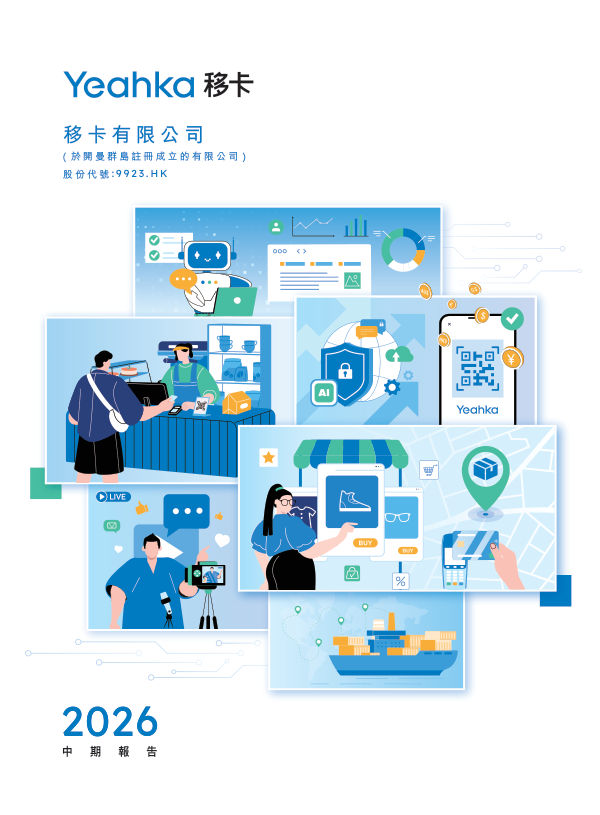 Yeahka 移卡
移卡有限公司
(於開曼群島註冊成立的有限公司)
股份代號:9923.HK
AI
$
¥
Yeahka
LIVE
BUY
BUY
%
2026
中期報告